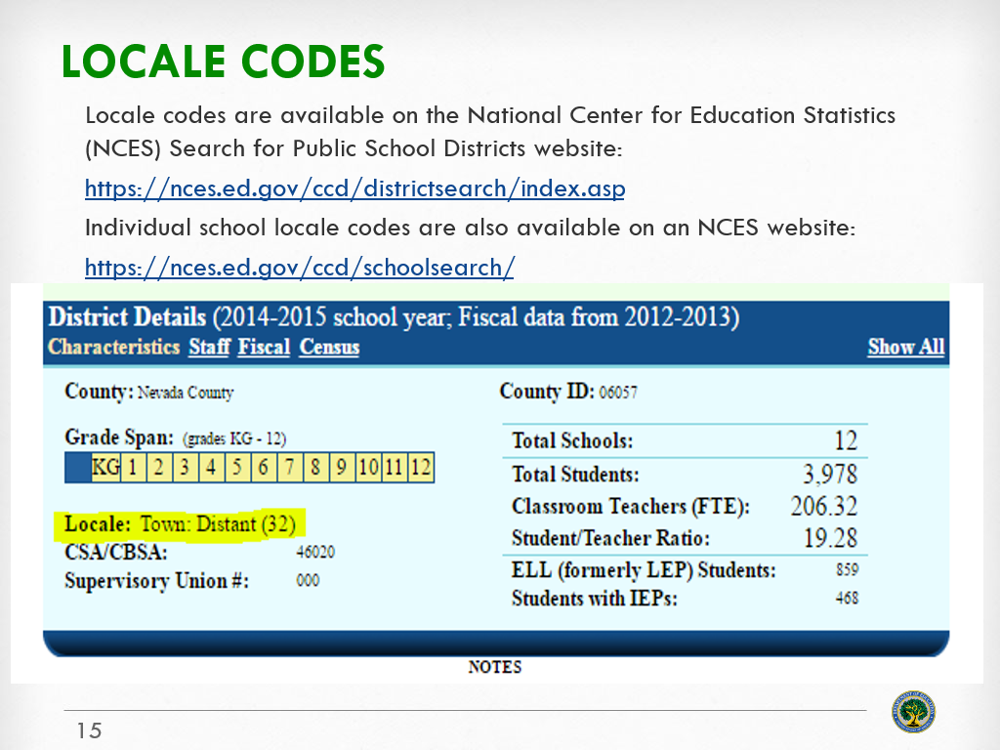 LOCALE CODES
Locale codes are available on the National Center for Education Statistics
(NCES) Search for Public School Districts website:
https://nces.ed.gov/ccd/districtsearch/index.asp
Individual school locale codes are also available on an NCES website:
https://nces.ed.gov/ccd/schoolsearch/
District Details (2014-2015 school year; Fiscal data from 2012-2013)
Characteristics Staff Fiscal Census Show All
County: Nevada County
County ID: 06057
Grade Span: (grades KG - 12)
KG 1 2 3 4 5 6 7 8 9 10 11 12
Locale: Town: Distant (32)
CSA/CBSA: 46020
Supervisory Union #: 000
Total Schools: 12
Total Students: 3,978
Classroom Teachers (FTE): 206.32
Student/Teacher Ratio: 19.28
ELL (formerly LEP) Students: 859
Students with IEPs: 468
NOTES
15